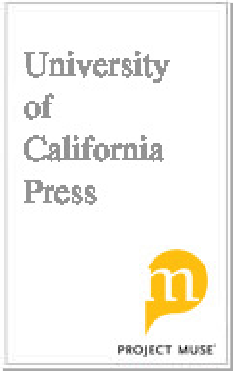 University
of
California
Press
m
PROJECT MUSE®